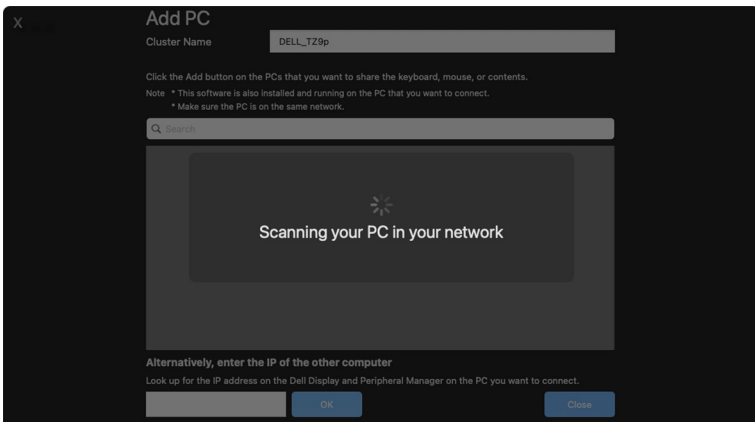 X
Add PC
Cluster Name
DELL_TZ9p
Click the Add button on the PCs that you want to share the keyboard, mouse, or contents.
Note * This software is also installed and running on the PC that you want to connect.
* Make sure the PC is on the same network.
Search
Scanning your PC in your network
Alternatively, enter the IP of the other computer
Look up for the IP address on the Dell Display and Peripheral Manager on the PC you want to connect.
OK
Close